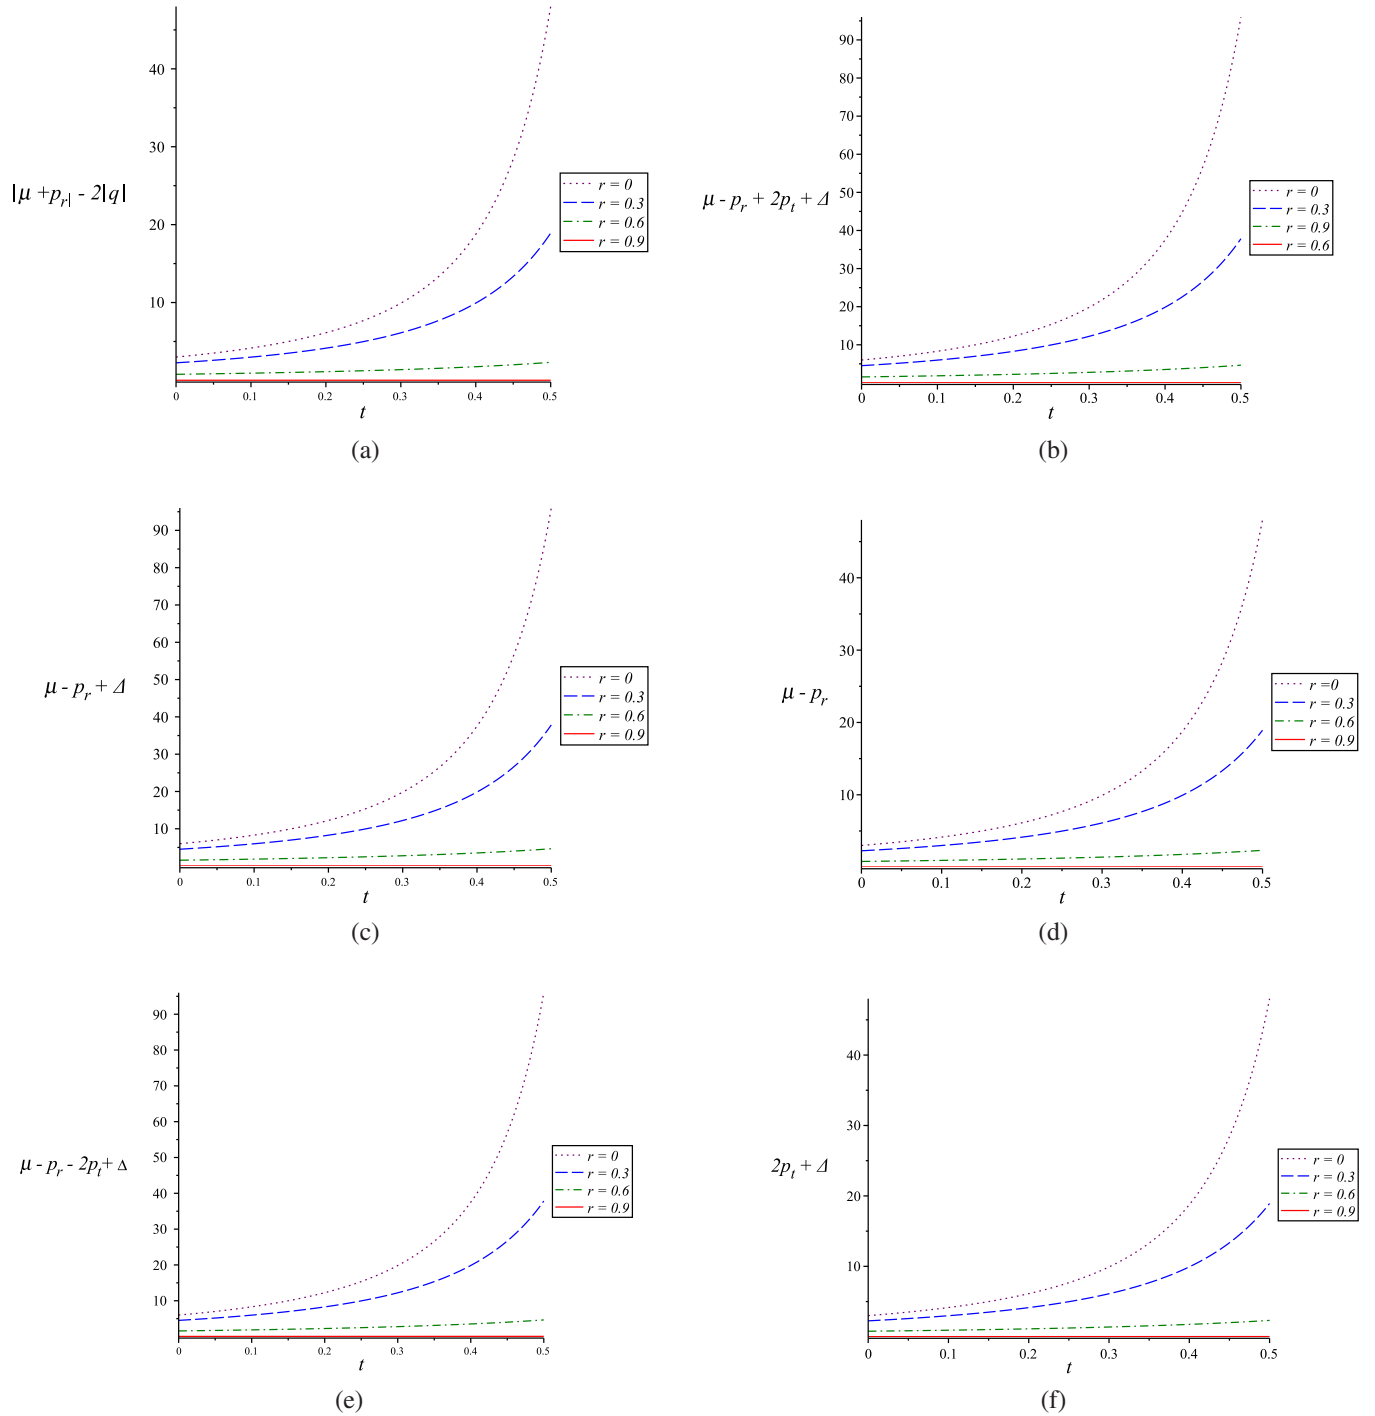 40
30
20
10
|μ +p_r| - 2|q|
r = 0
r = 0.3
r = 0.6
r = 0.9
0 0.1 0.2 0.3 0.4 0.5
t
(a)
90
80
70
60
50
40
30
20
10
μ - p_r + 2p_t + Δ
r = 0
r = 0.3
r = 0.9
r = 0.6
0 0.1 0.2 0.3 0.4 0.5
t
(b)
90
80
70
60
50
40
30
20
10
μ - p_r + Δ
r = 0
r = 0.3
r = 0.6
r = 0.9
0 0.1 0.2 0.3 0.4 0.5
t
(c)
40
30
20
10
μ - p_r
r =0
r = 0.3
r = 0.6
r = 0.9
0 0.1 0.2 0.3 0.4 0.5
t
(d)
90
80
70
60
50
40
30
20
10
μ - p_r - 2p_t+ Δ
r = 0
r = 0.3
r = 0.6
r = 0.9
0 0.1 0.2 0.3 0.4 0.5
t
(e)
40
30
20
10
2p_t + Δ
r = 0
r = 0.3
r = 0.6
r = 0.9
0 0.1 0.2 0.3 0.4 0.5
t
(f)